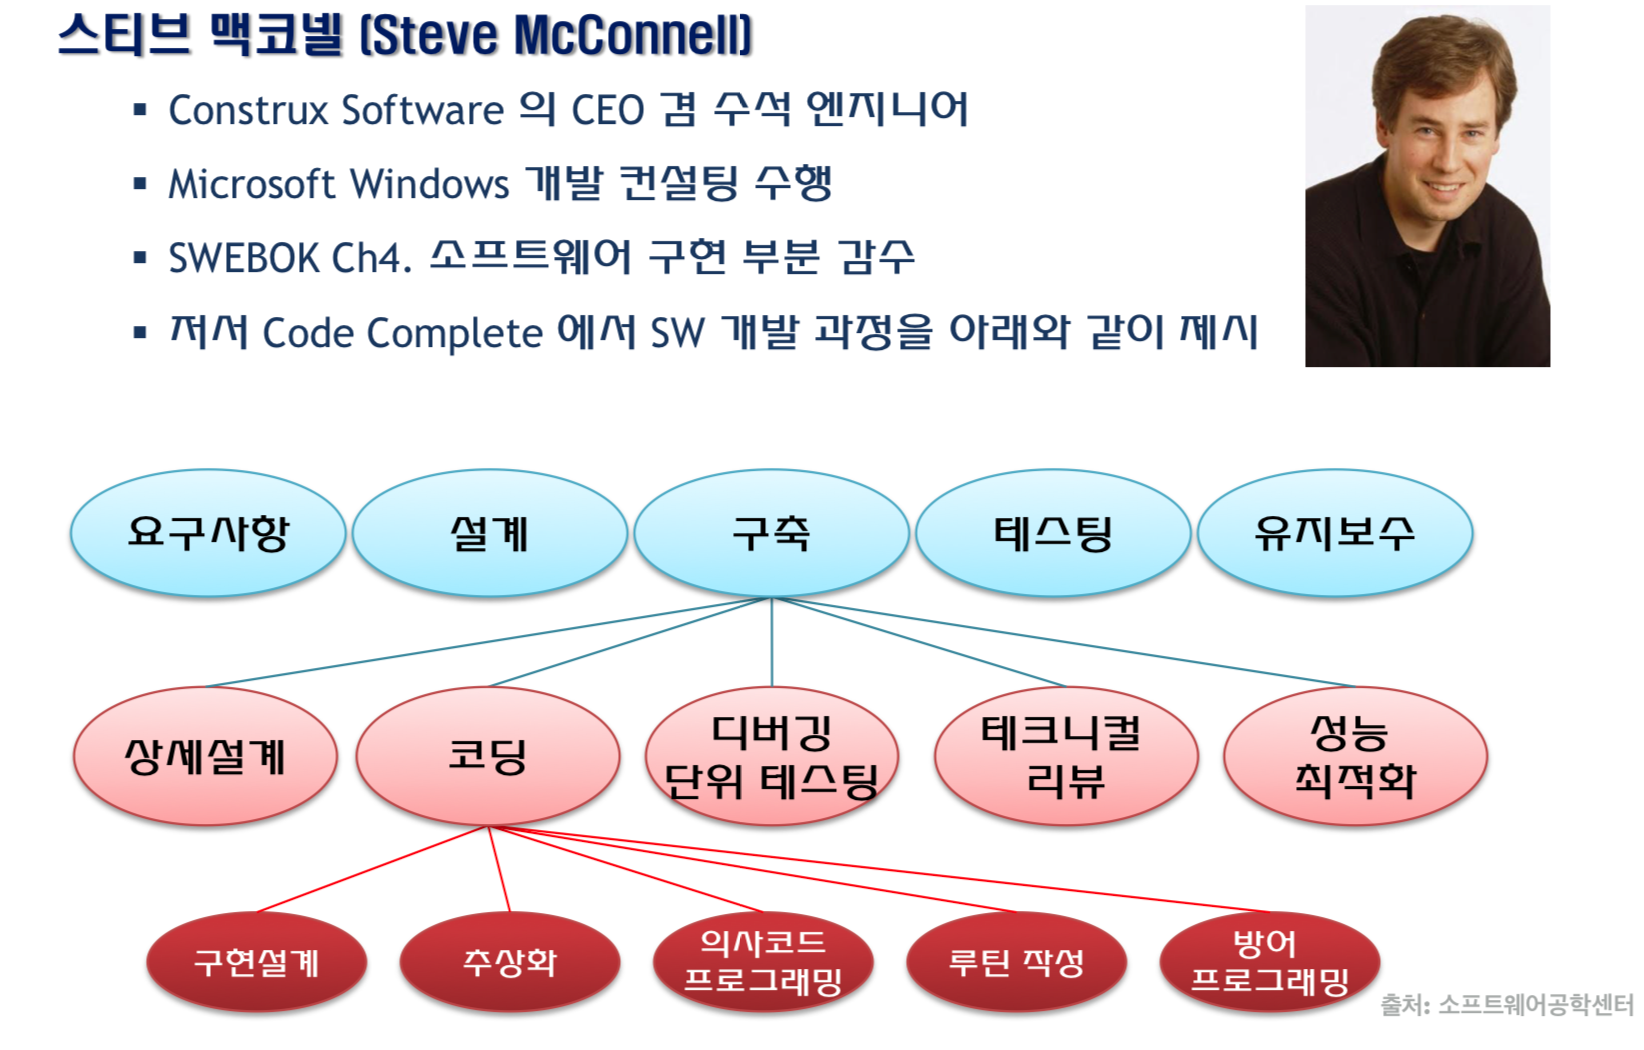 스티브 맥코넬 (Steve McConnell)
▪ Construx Software 의 CEO 겸 수석 엔지니어
▪ Microsoft Windows 개발 컨설팅 수행
▪ SWEBOK Ch4. 소프트웨어 구현 부분 감수
▪ 저서 Code Complete 에서 SW 개발 과정을 아래와 같이 제시
요구사항
설계
구축
테스팅
유지보수
상세설계
코딩
디버깅
단위 테스팅
테크니컬
리뷰
성능
최적화
구현설계
추상화
의사코드
프로그래밍
루틴 작성
방어
프로그래밍
출처: 소프트웨어공학센터